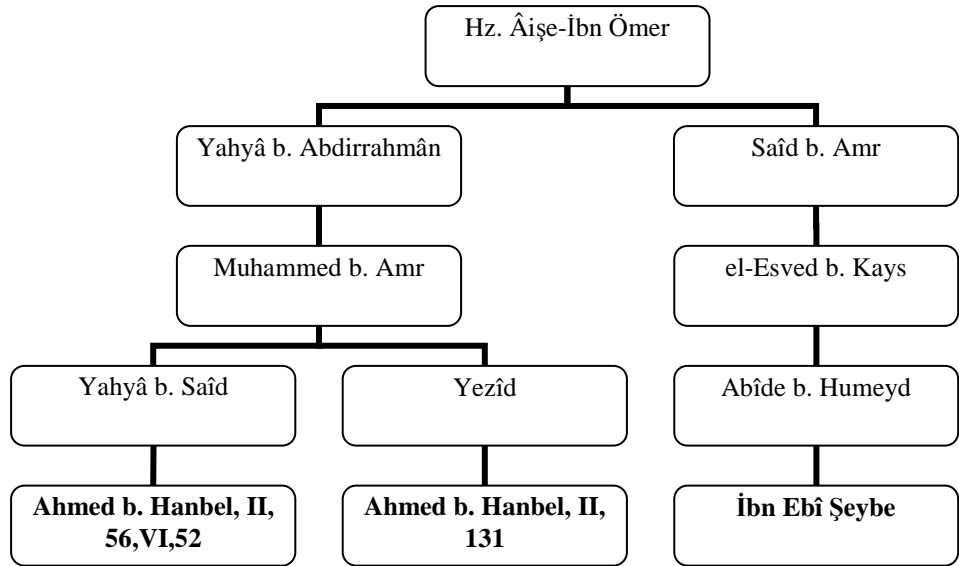 Hz. Âişe-İbn Ömer
Yahyâ b. Abdirrahmân
Saîd b. Amr
Muhammed b. Amr
el-Esved b. Kays
Yahyâ b. Saîd
Yezîd
Abîde b. Humeyd
Ahmed b. Hanbel, II,
56,VI,52
Ahmed b. Hanbel, II,
131
İbn Ebî Şeybe